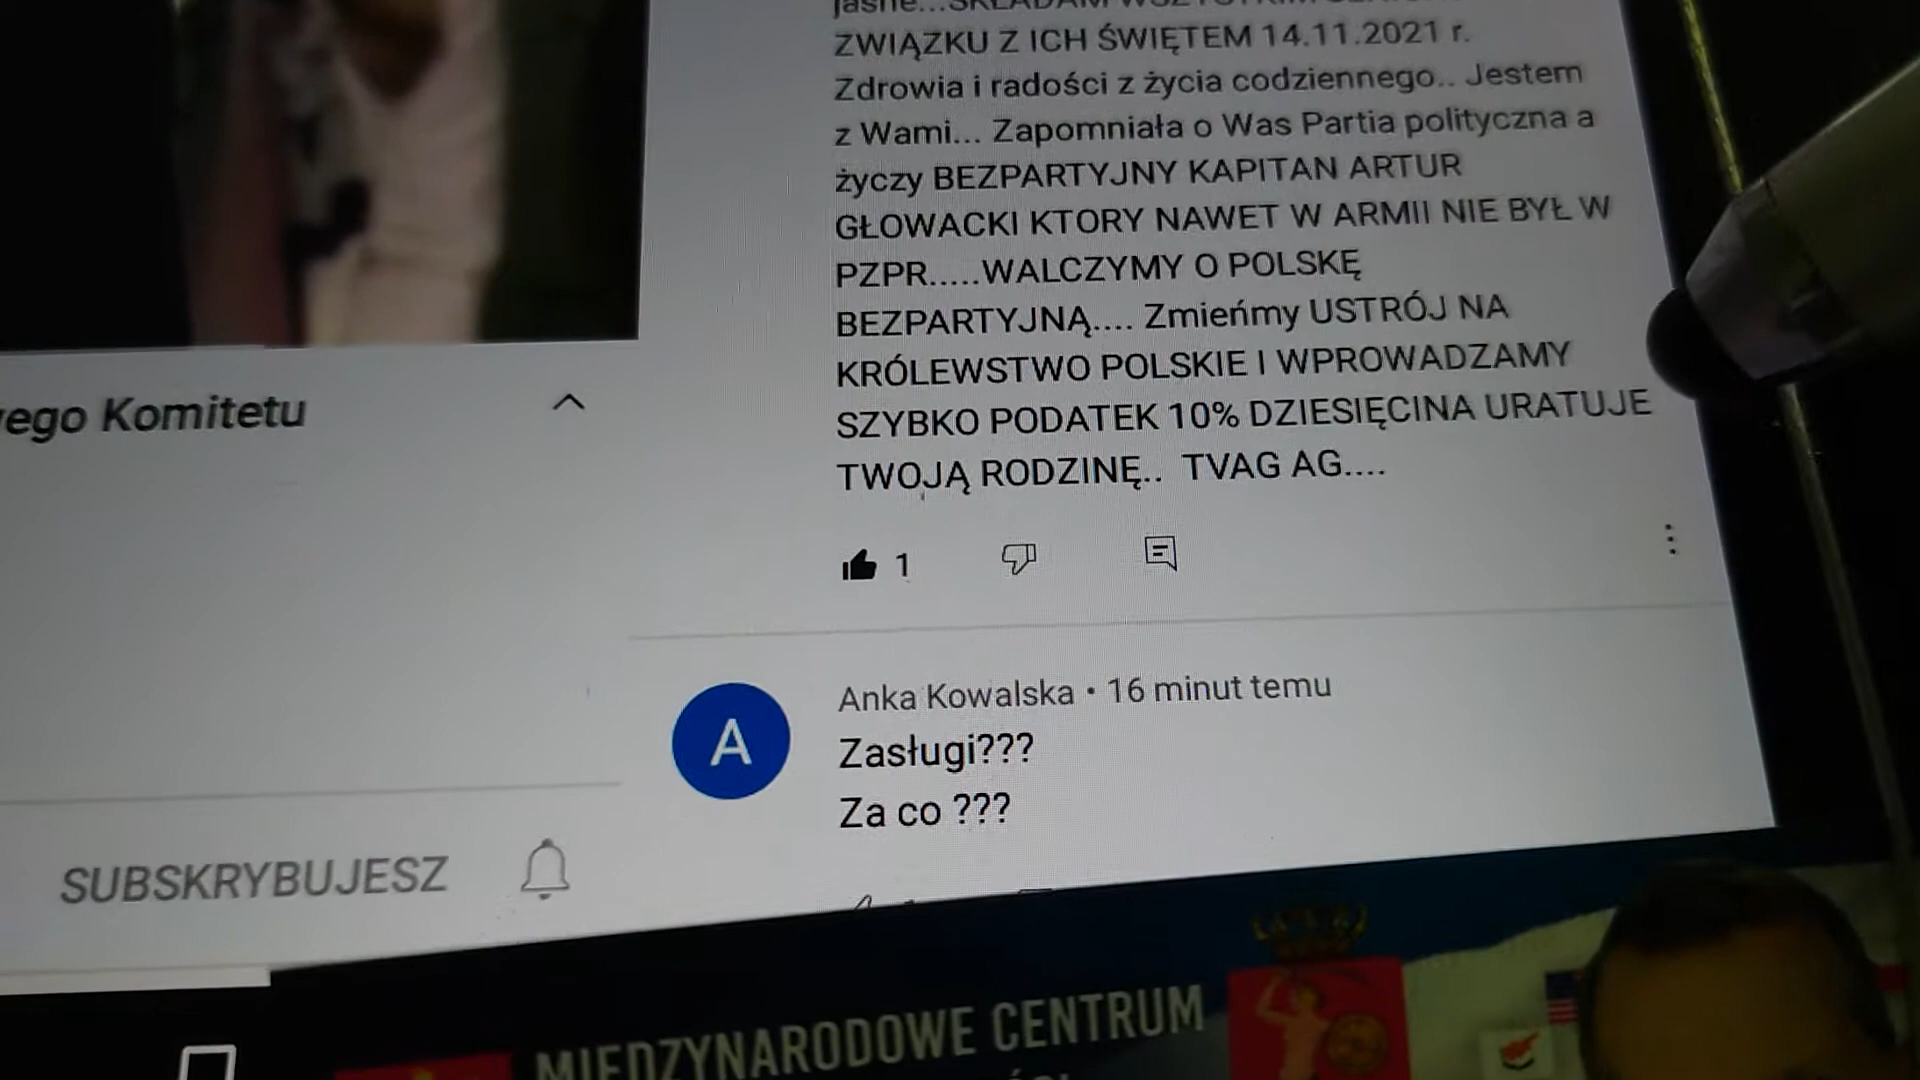 jasne...SKŁADAM WSZYSTKIM
ZWIĄZKU Z ICH ŚWIĘTEM 14.11.2021 r.
Zdrowia i radości z życia codziennego.. Jestem
z Wami... Zapomniała o Was Partia polityczna a
życzy BEZPARTYJNY KAPITAN ARTUR
GŁOWACKI KTORY NAWET W ARMII NIE BYŁ W
PZPR.....WALCZYMY O POLSKĘ
BEZPARTYJNĄ.... Zmieńmy USTRÓJ NA
KRÓLEWSTWO POLSKIE I WPROWADZAMY
SZYBKO PODATEK 10% DZIESIĘCINA URATUJE
TWOJĄ RODZINĘ.. TVAG AG....
1
Anka Kowalska • 16 minut temu
Zasługi???
Za co ???
ego Komitetu
SUBSKRYBUJESZ
A
MIĘDZYNARODOWE CENTRUM